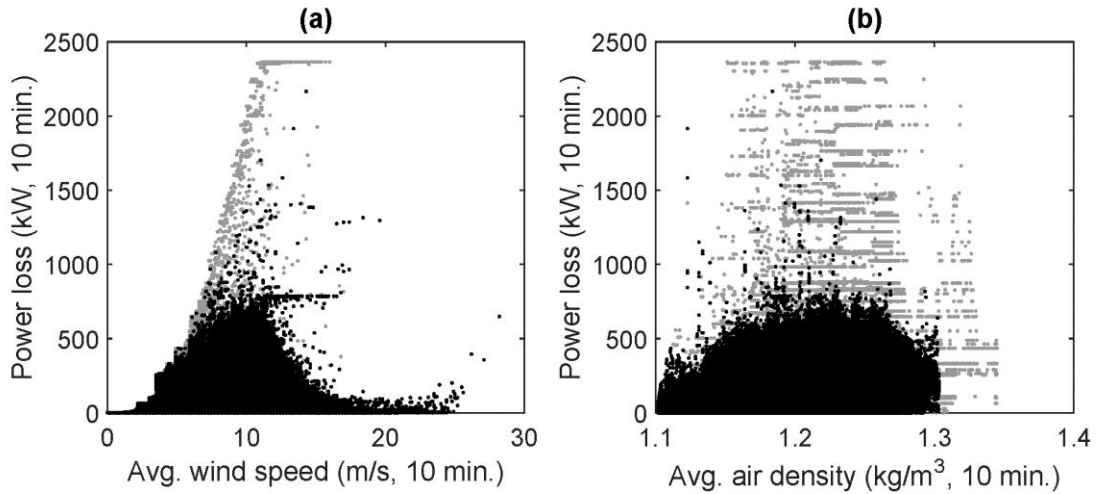 (a)
2500
2000
1500
1000
500
0
Power loss (kW, 10 min.)
0 10 20 30
Avg. wind speed (m/s, 10 min.)
(b)
2500
2000
1500
1000
500
0
Power loss (kW, 10 min.)
1.1 1.2 1.3 1.4
Avg. air density (kg/m³, 10 min.)